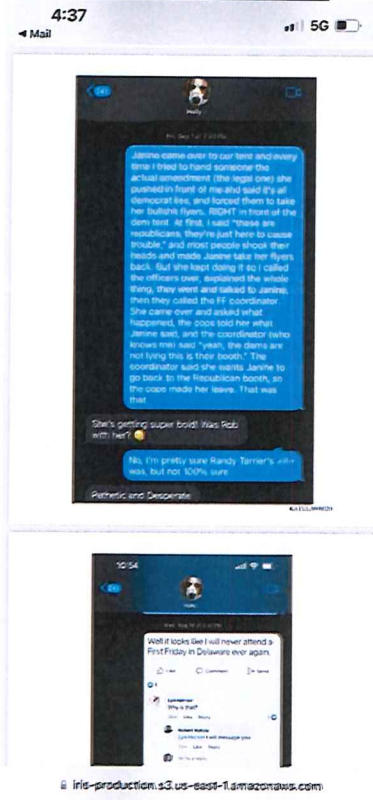 4:37
5G
Mail
Holly
Janine came over to our tent and every
time I tried to hand someone the
actual amendment (the legal one) she
pushed in front of me and said it's all
democrat lies, and forced them to take
her bullshit flyers. RIGHT in front of the
dem tent. At first, I said "these are
republicans, they're just here to cause
trouble," and most people shook their
heads and made Janine take her flyers
back. But she kept doing it so I called
the officers over, explained the whole
thing, they went and talked to Janine,
then they called the FF coordinator.
She came over and asked what
happened, the cops told her what
Janine said, and the coordinator (who
knows me) said "yeah, the dems are
not lying this is their booth." The
coordinator said she wants Janine to
go back to the Republican booth, so
the cops made her leave. That was
that
She's getting super bold! Was Rob
with her?
No, I'm pretty sure Randy Tarrier's
was, but not 100% sure
Pathetic and Desperate
10:54
Well it looks like I will never attend a
First Friday in Delaware ever again.
Like Comment Send
Why is that?
Like Reply
I will message you
Like Reply
iris-production.s3.us-east-1.amazonaws.com